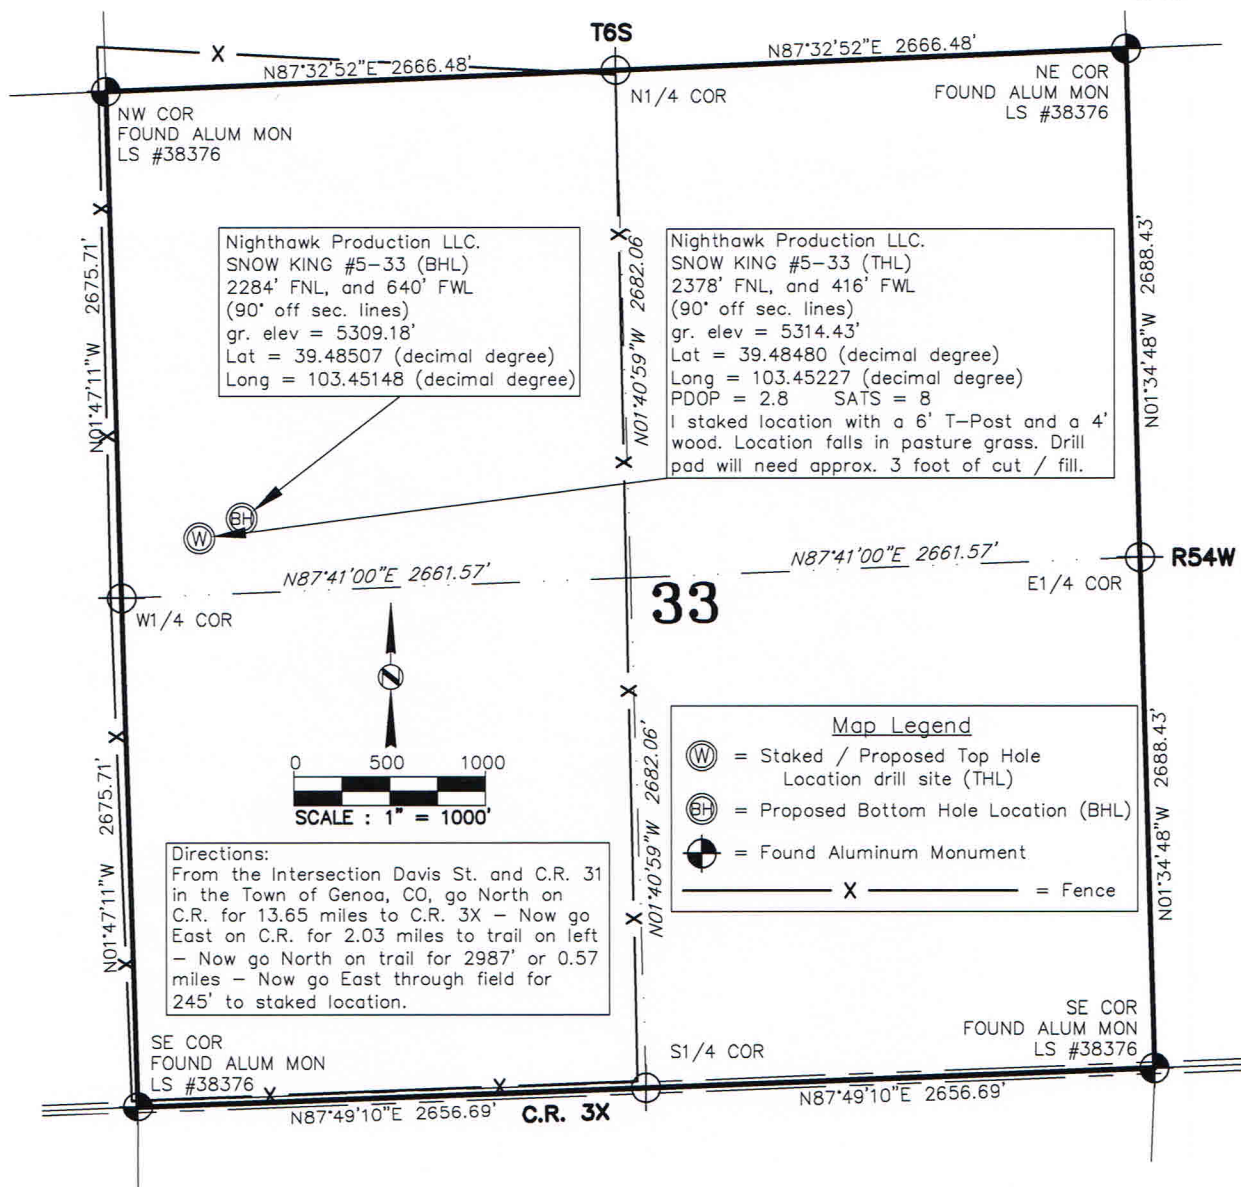 T6S
N87°32'52"E 2666.48'
N87°32'52"E 2666.48'
X
NW COR
FOUND ALUM MON
LS #38376
N1/4 COR
NE COR
FOUND ALUM MON
LS #38376
N01°47'11"W 2675.71'
X
X
Nighthawk Production LLC.
SNOW KING #5-33 (BHL)
2284' FNL, and 640' FWL
(90° off sec. lines)
gr. elev = 5309.18'
Lat = 39.48507 (decimal degree)
Long = 103.45148 (decimal degree)
N01°40'59"W 2682.06'
X
X
Nighthawk Production LLC.
SNOW KING #5-33 (THL)
2378' FNL, and 416' FWL
(90° off sec. lines)
gr. elev = 5314.43'
Lat = 39.48480 (decimal degree)
Long = 103.45227 (decimal degree)
PDOP = 2.8 SATS = 8
I staked location with a 6' T-Post and a 4'
wood. Location falls in pasture grass. Drill
pad will need approx. 3 foot of cut / fill.
N01°34'48"W 2688.43'
BH
W
N87°41'00"E 2661.57'
N87°41'00"E 2661.57'
R54W
W1/4 COR
E1/4 COR
33
N
0 500 1000
SCALE : 1" = 1000'
X
X
N01°47'11"W 2675.71'
X
X
N01°40'59"W 2682.06'
Map Legend
W = Staked / Proposed Top Hole
Location drill site (THL)
BH = Proposed Bottom Hole Location (BHL)
= Found Aluminum Monument
X = Fence
N01°34'48"W 2688.43'
Directions:
From the Intersection Davis St. and C.R. 31
in the Town of Genoa, CO, go North on
C.R. for 13.65 miles to C.R. 3X - Now go
East on C.R. for 2.03 miles to trail on left
- Now go North on trail for 2987' or 0.57
miles - Now go East through field for
245' to staked location.
SE COR
FOUND ALUM MON
LS #38376
S1/4 COR
SE COR
FOUND ALUM MON
LS #38376
X
X
N87°49'10"E 2656.69'
C.R. 3X
N87°49'10"E 2656.69'